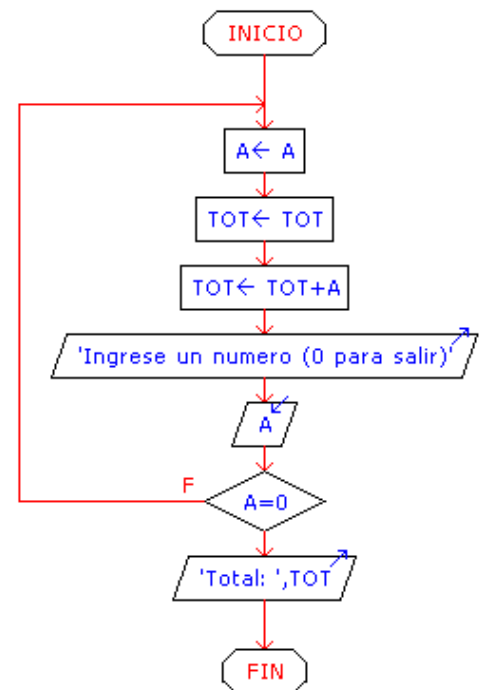 INICIO
A← A
TOT← TOT
TOT← TOT+A
'Ingrese un numero (0 para salir)'
A
F
A=0
'Total: ',TOT
FIN